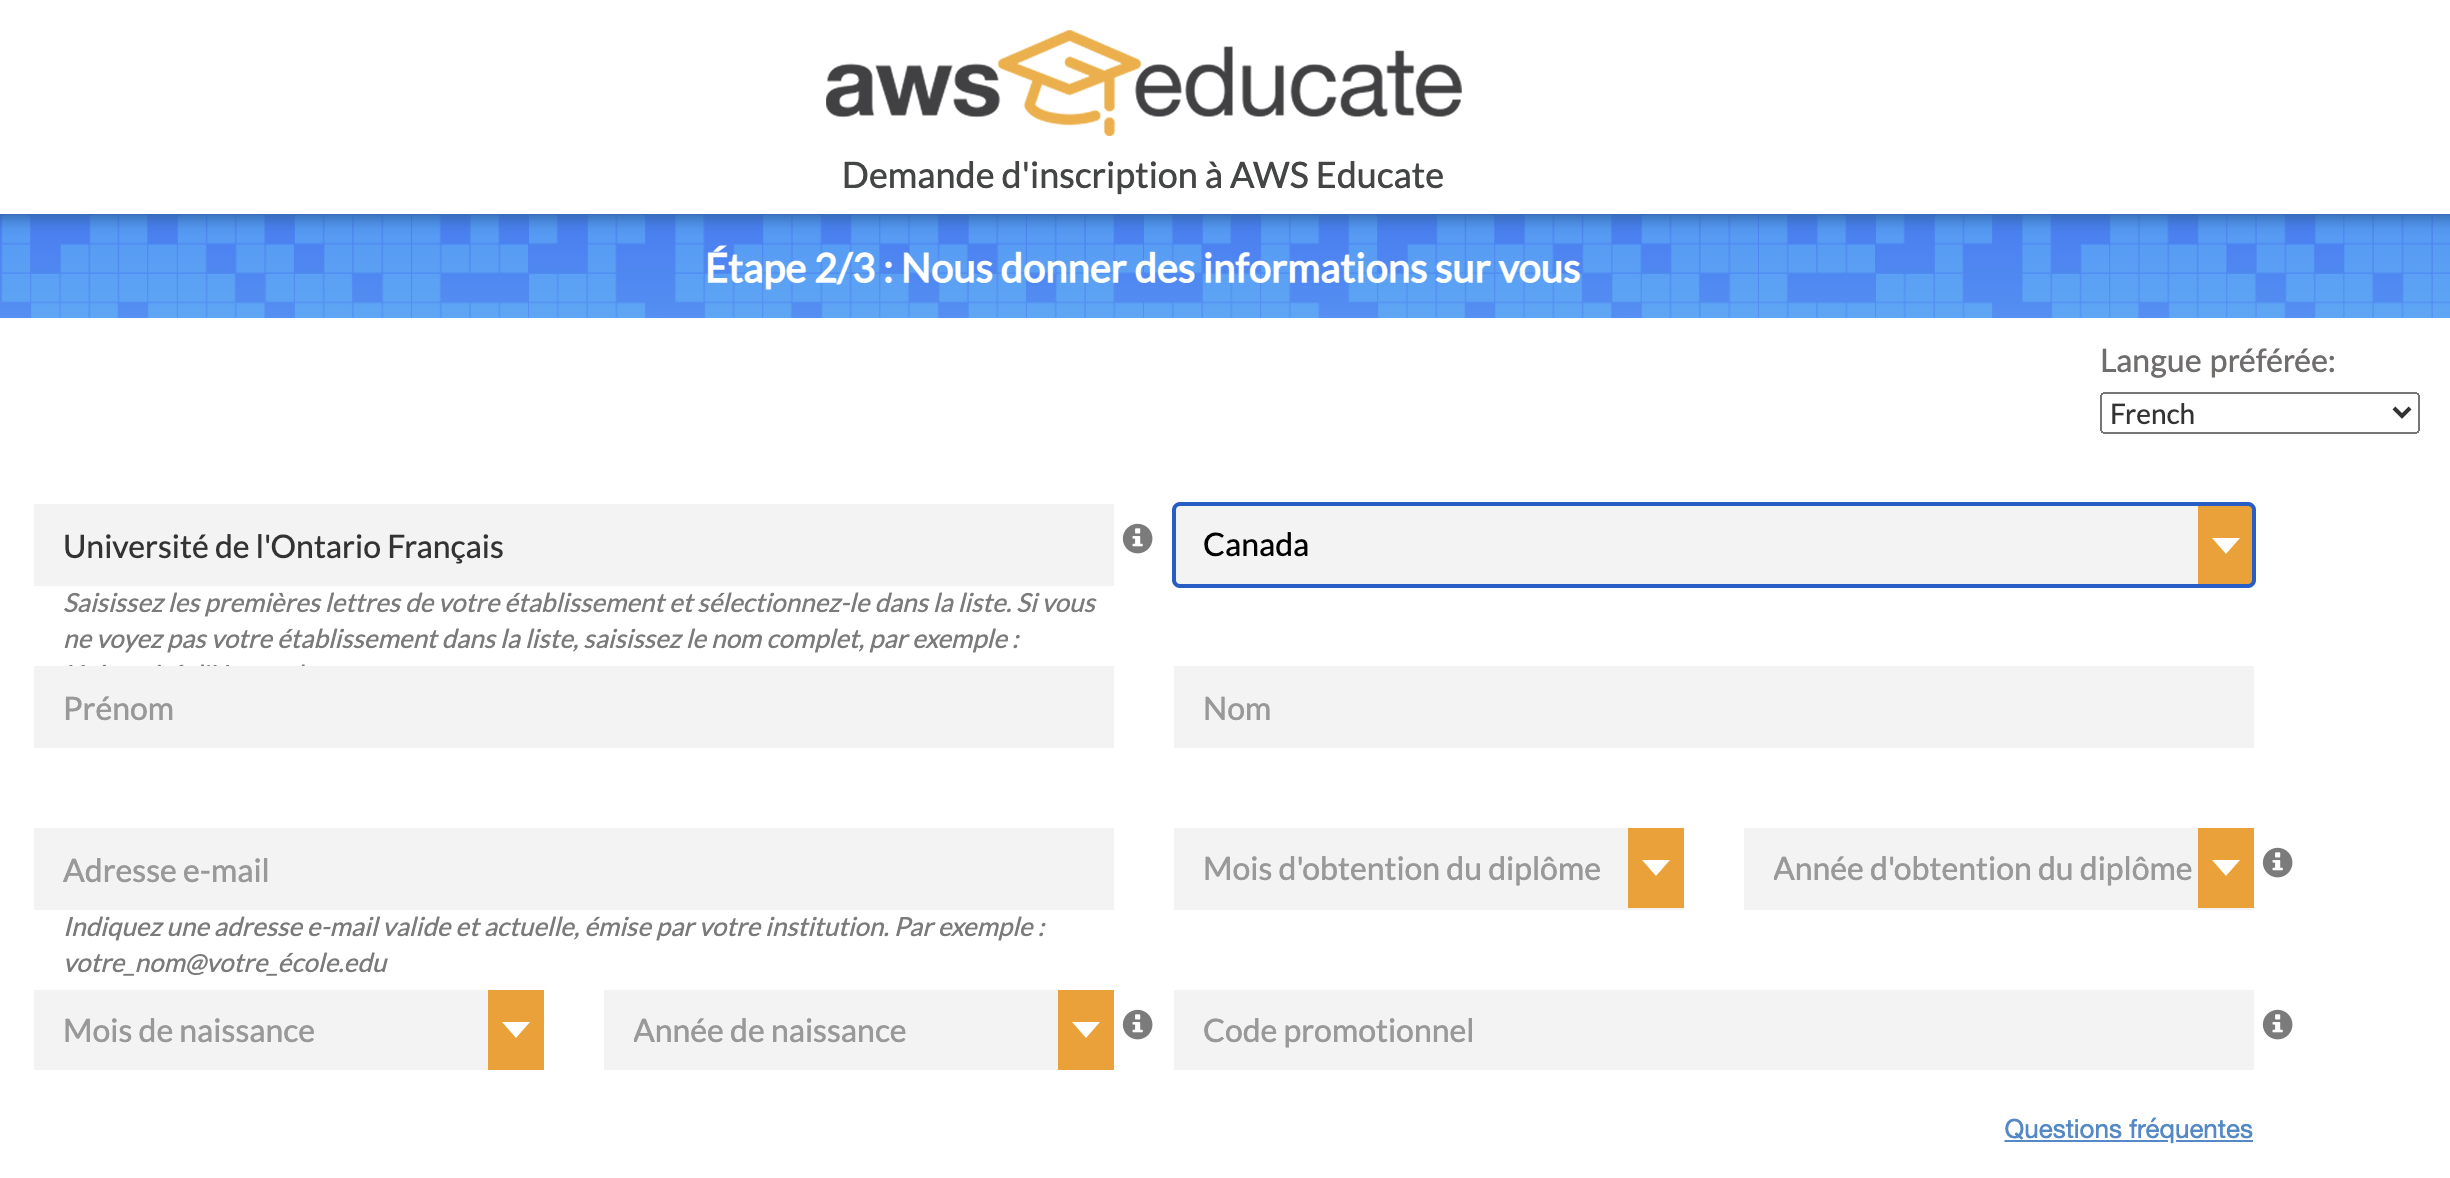 aws educate
Demande d'inscription à AWS Educate
Étape 2/3 : Nous donner des informations sur vous
Langue préférée:
French
Université de l'Ontario Français
Canada
Saisissez les premières lettres de votre établissement et sélectionnez-le dans la liste. Si vous
ne voyez pas votre établissement dans la liste, saisissez le nom complet, par exemple :
Prénom
Nom
Adresse e-mail
Mois d'obtention du diplôme
Année d'obtention du diplôme
Indiquez une adresse e-mail valide et actuelle, émise par votre institution. Par exemple :
votre_nom@votre_école.edu
Mois de naissance
Année de naissance
Code promotionnel
Questions fréquentes